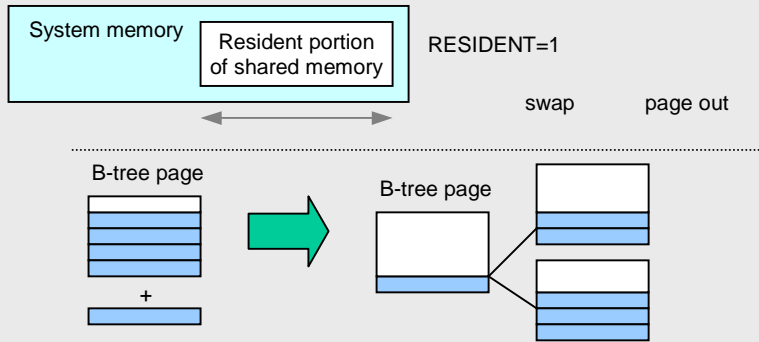 System memory
Resident portion
of shared memory
RESIDENT=1
swap
page out
B-tree page
B-tree page
+